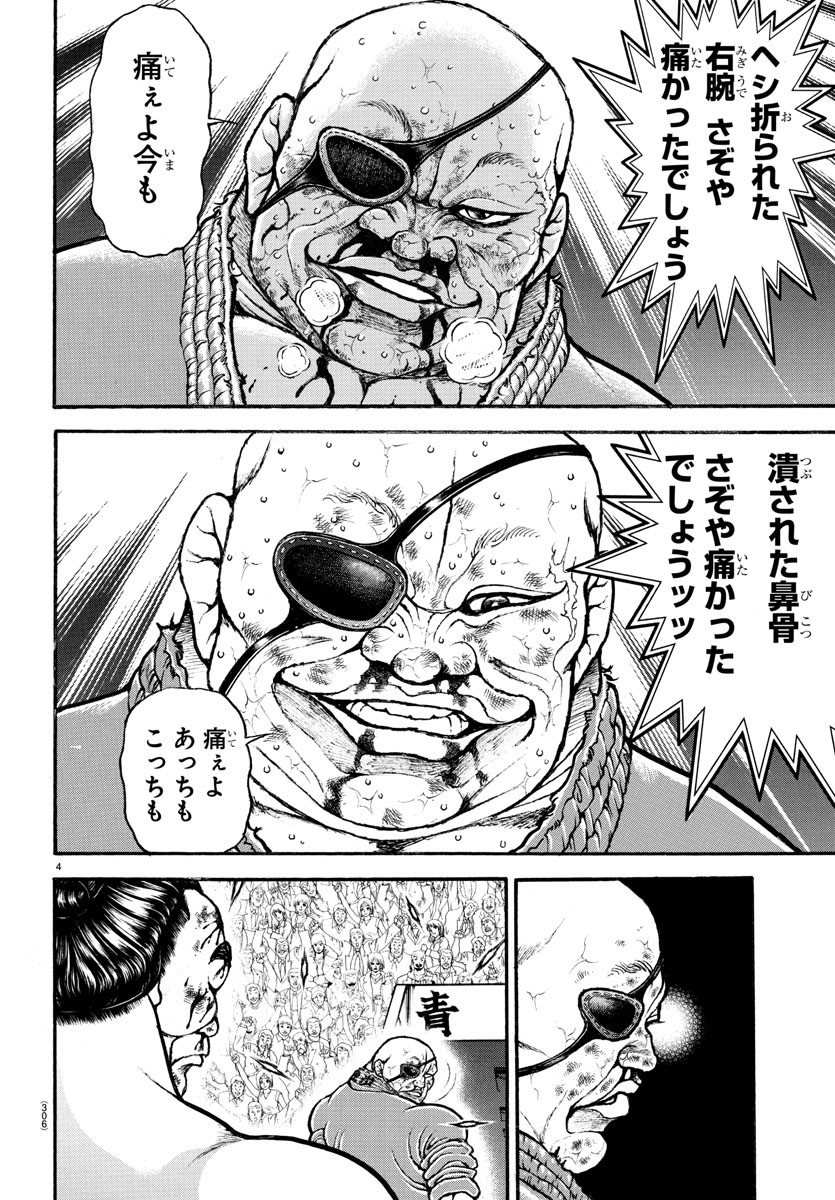 ヘシ折られた
右腕 さぞや
痛かったでしょう
痛ぇよ今も
潰された鼻骨
さぞや痛かった
でしょうッッ
痛ぇよ
あっちも
こっちも
青
4
(306)